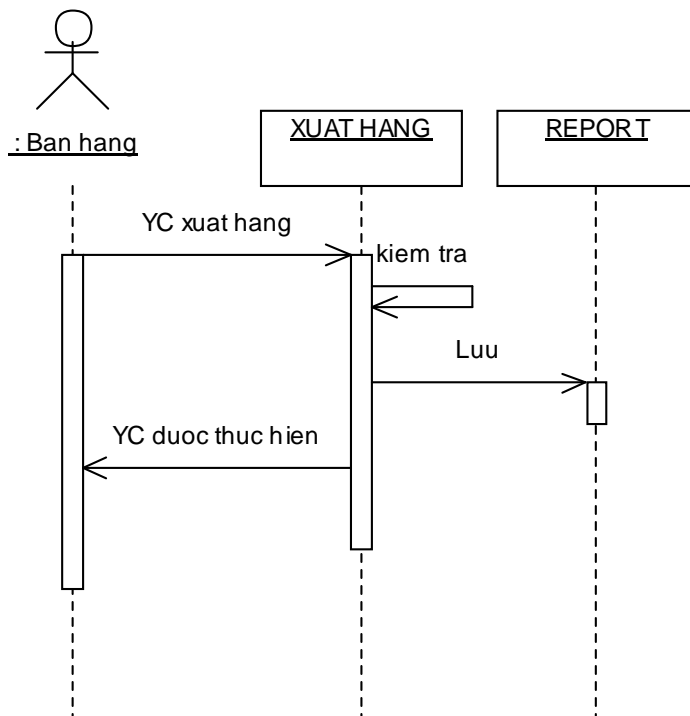 : Ban hang
XUAT HANG
REPORT
YC xuat hang
kiem tra
Luu
YC duoc thuc hien